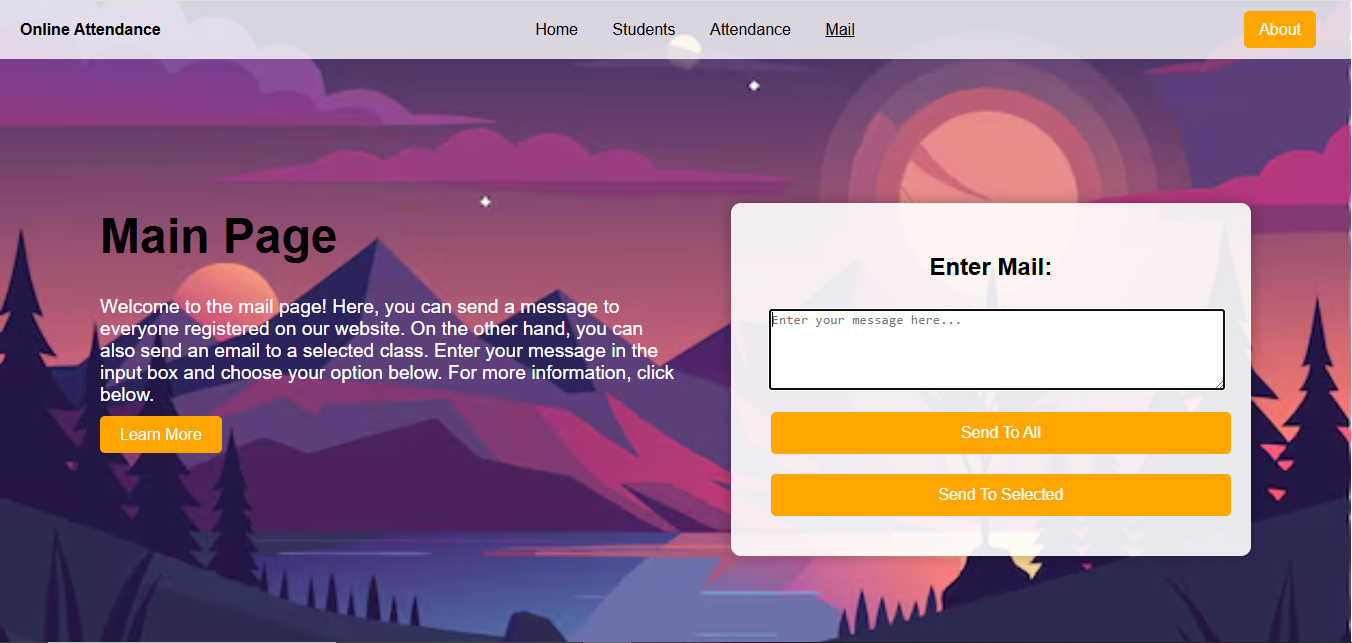 Online Attendance
Home
Students
Attendance
Mail
About
Main Page
Welcome to the mail page! Here, you can send a message to
everyone registered on our website. On the other hand, you can
also send an email to a selected class. Enter your message in the
input box and choose your option below. For more information, click
below.
Learn More
Enter Mail:
Enter your message here...
Send To All
Send To Selected